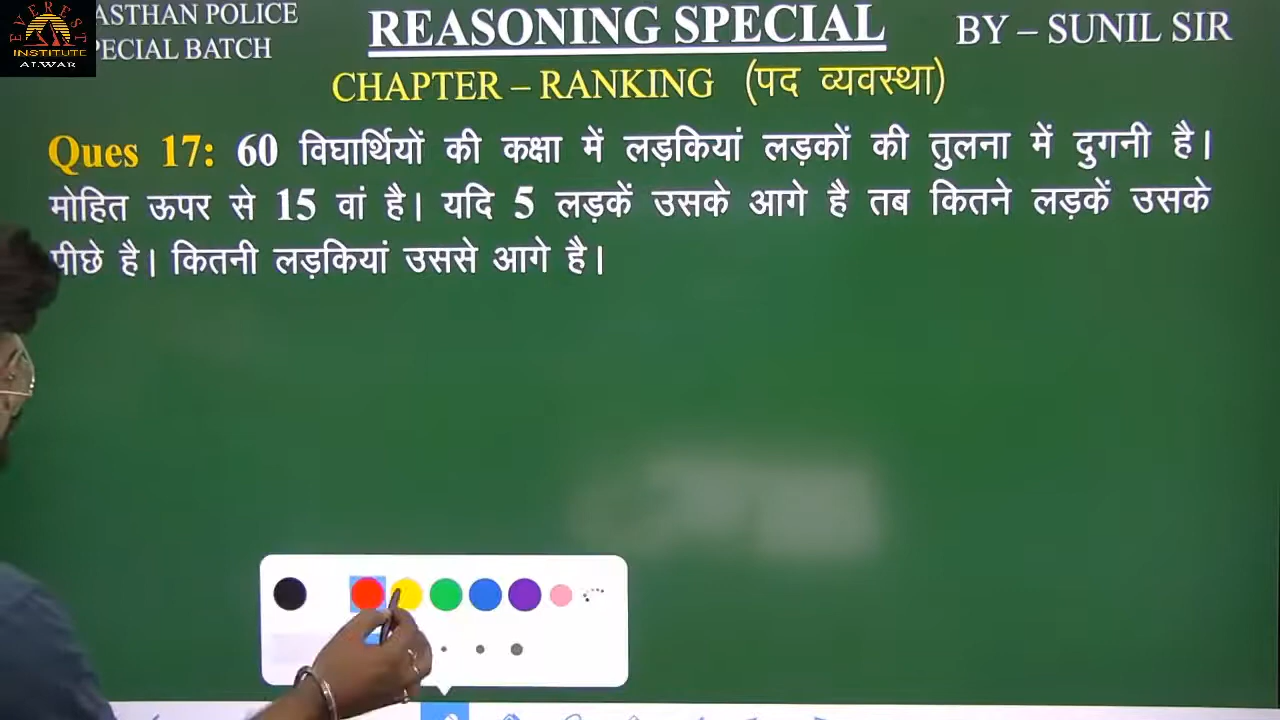 EVEREST
INSTITUTE
ALWAR
ASTHAN POLICE
PECIAL BATCH
REASONING SPECIAL
BY – SUNIL SIR
CHAPTER – RANKING (पद व्यवस्था)
Ques 17: 60 विघार्थियों की कक्षा में लड़कियां लड़कों की तुलना में दुगनी है।
मोहित ऊपर से 15 वां है। यदि 5 लड़कें उसके आगे है तब कितने लड़कें उसके
पीछे है। कितनी लड़कियां उससे आगे है।